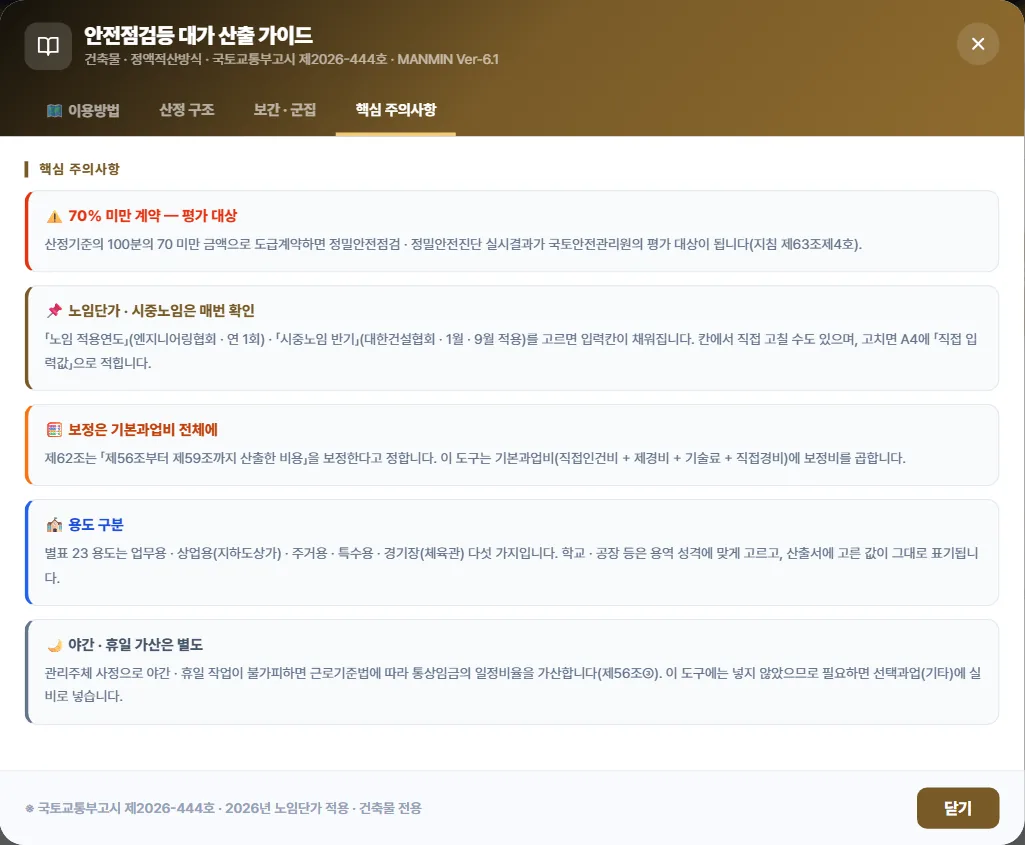 안전점검등 대가 산출 가이드
건축물 · 정액적산방식 · 국토교통부고시 제2026-444호 · MANMIN Ver-6.1
이용방법 산정 구조 보간 · 군집 핵심 주의사항
핵심 주의사항
70% 미만 계약 — 평가 대상
산정기준의 100분의 70 미만 금액으로 도급계약하면 정밀안전점검 · 정밀안전진단 실시결과가 국토안전관리원의 평가 대상이 됩니다(지침 제63조제4호).
노임단가 · 시중노임은 매번 확인
「노임 적용연도」(엔지니어링협회 · 연 1회) · 「시중노임 반기」(대한건설협회 · 1월 · 9월 적용)를 고르면 입력칸이 채워집니다. 칸에서 직접 고칠 수도 있으며, 고치면 A4에 「직접 입
력값」으로 적힙니다.
보정은 기본과업비 전체에
제62조는 「제56조부터 제59조까지 산출한 비용」을 보정한다고 정합니다. 이 도구는 기본과업비(직접인건비 + 제경비 + 기술료 + 직접경비)에 보정비를 곱합니다.
용도 구분
별표 23 용도는 업무용 · 상업용(지하도상가) · 주거용 · 특수용 · 경기장(체육관) 다섯 가지입니다. 학교 · 공장 등은 용역 성격에 맞게 고르고, 산출서에 고른 값이 그대로 표기됩니
다.
야간 · 휴일 가산은 별도
관리주체 사정으로 야간 · 휴일 작업이 불가피하면 근로기준법에 따라 통상임금의 일정비율을 가산합니다(제56조③). 이 도구에는 넣지 않았으므로 필요하면 선택과업(기타)에 실
비로 넣습니다.
※ 국토교통부고시 제2026-444호 · 2026년 노임단가 적용 · 건축물 전용
닫기